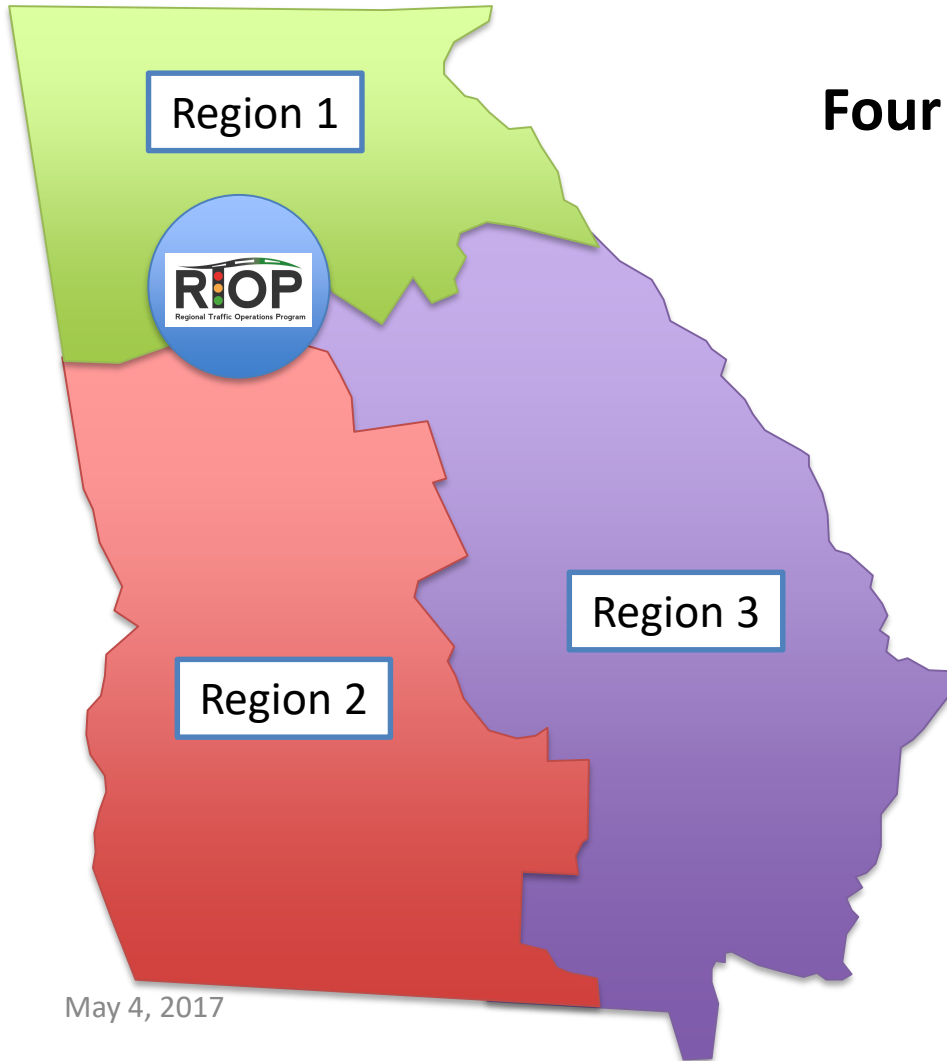 Four
Region 1
RTOP
Regional Traffic Operations Program
Region 3
Region 2
May 4, 2017